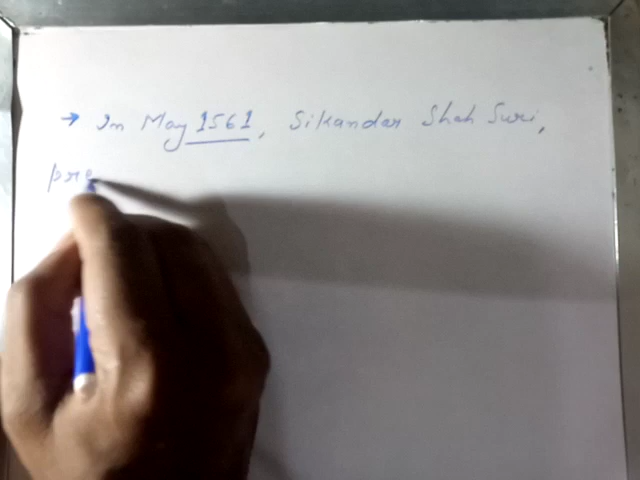 → In May 1561, Sikandar Shah Suri,
pre